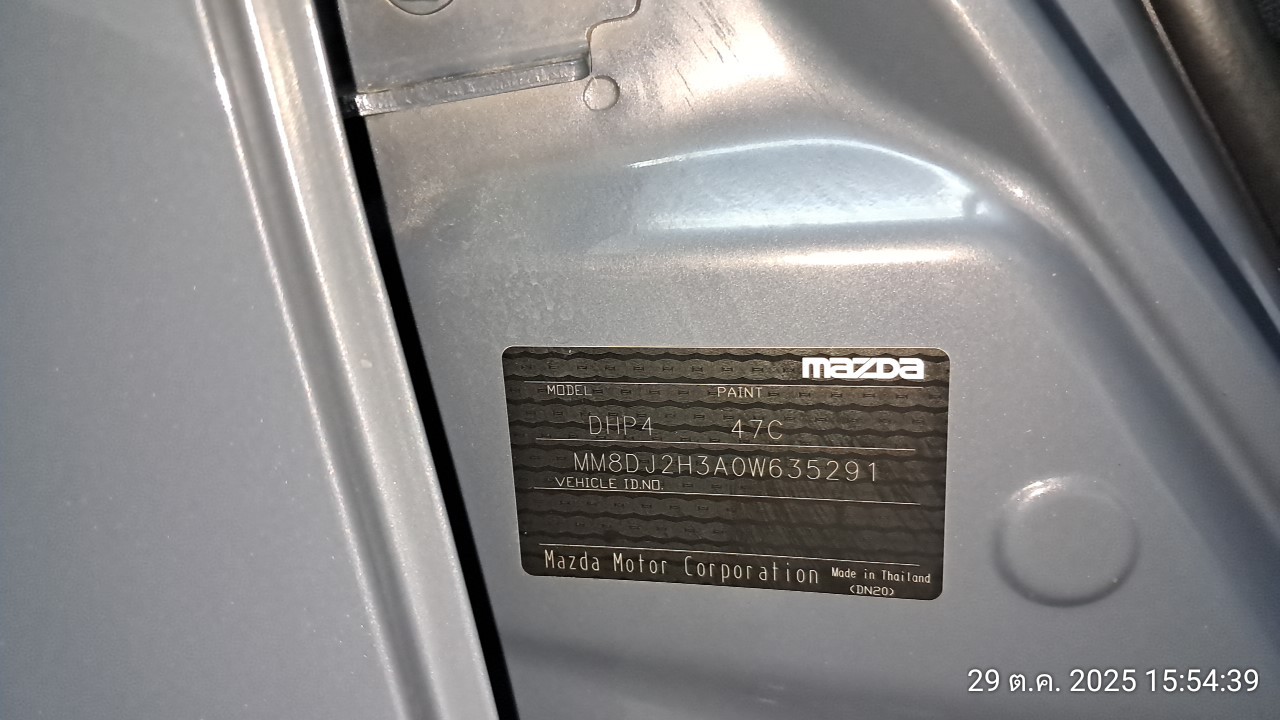 mazda
MODEL PAINT
DHP4 47C
MM8DJ2H3A0W635291
VEHICLE ID.NO.
Mazda Motor Corporation Made in Thailand
(DN20)
29 ต.ค. 2025 15:54:39